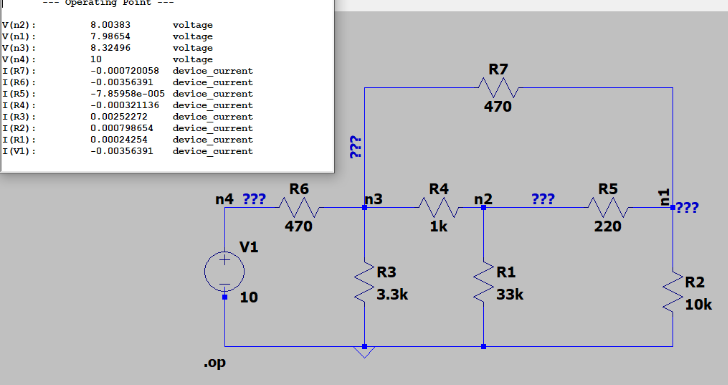 --- Operating Point ---
V(n2): 8.00383 voltage
V(n1): 7.98654 voltage
V(n3): 8.32496 voltage
V(n4): 10 voltage
I(R7): -0.000720058 device_current
I(R6): -0.00356391 device_current
I(R5): -7.85958e-005 device_current
I(R4): -0.000321136 device_current
I(R3): 0.00252272 device_current
I(R2): 0.000798654 device_current
I(R1): 0.00024254 device_current
I(V1): -0.00356391 device_current
R7
470
???
n4 ??? R6 n3 R4 n2 ??? R5 n1 ???
470 1k 220
V1
10
R3
3.3k
R1
33k
R2
10k
.op